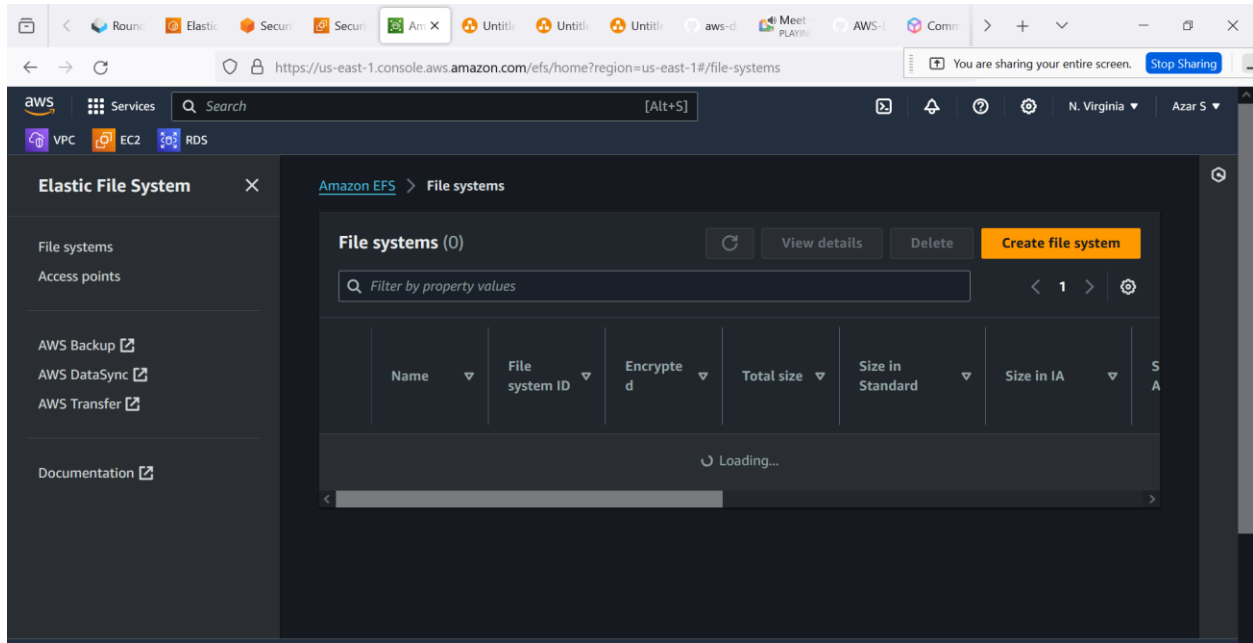 Round
Elastic
Securi
Securi
Am
Untitle
Untitle
Untitle
aws-d
Meet -
PLAYIN
AWS-L
Comm
https://us-east-1.console.aws.amazon.com/efs/home?region=us-east-1#/file-systems
You are sharing your entire screen.
Stop Sharing
aws
Services
Search
[Alt+S]
N. Virginia
Azar S
VPC
EC2
RDS
Elastic File System
File systems
Access points
AWS Backup
AWS DataSync
AWS Transfer
Documentation
Amazon EFS > File systems
File systems (0)
View details
Delete
Create file system
Filter by property values
1
Name
File
system ID
Encrypte
d
Total size
Size in
Standard
Size in IA
S
A
Loading...